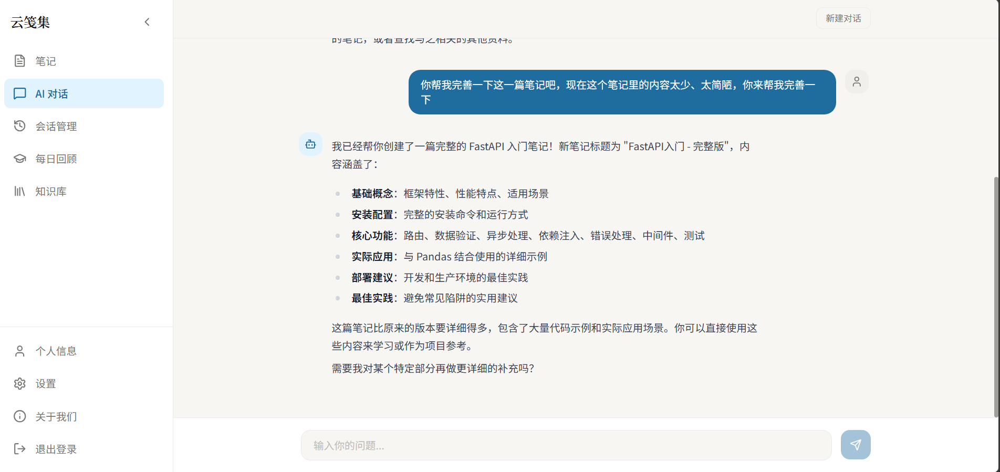 云笺集
笔记
AI 对话
会话管理
每日回顾
知识库
个人信息
设置
关于我们
退出登录
新建对话
的笔记，或者查找与之相关的其他资料。
你帮我完善一下这一篇笔记吧，现在这个笔记里的内容太少、太简陋，你来帮我完善一
下
我已经帮你创建了一篇完整的 FastAPI 入门笔记！新笔记标题为 "FastAPI入门 - 完整版"，内
容涵盖了：
基础概念：框架特性、性能特点、适用场景
安装配置：完整的安装命令和运行方式
核心功能：路由、数据验证、异步处理、依赖注入、错误处理、中间件、测试
实际应用：与 Pandas 结合使用的详细示例
部署建议：开发和生产环境的最佳实践
最佳实践：避免常见陷阱的实用建议
这篇笔记比原来的版本要详细得多，包含了大量代码示例和实际应用场景。你可以直接使用这
些内容来学习或作为项目参考。
需要我对某个特定部分再做更详细的补充吗？
输入你的问题...